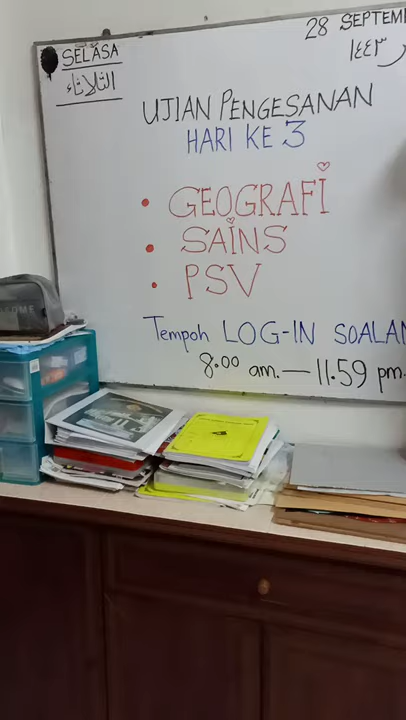 SELASA
الثلاثاء
28 SEPTEM
١٤٤٣
UJIAN PENGESANAN
HARI KE 3
• GEOGRAFI
• SAINS
• PSV
Tempoh LOG-IN SOALAN
8.00 am. — 11.59 pm.